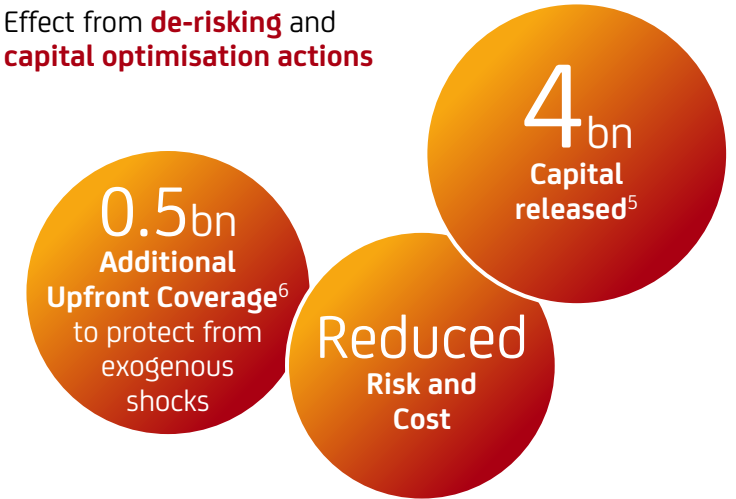 Effect from de-risking and
capital optimisation actions
4bn
Capital
released⁵
0.5bn
Additional
Upfront Coverage⁶
to protect from
exogenous
shocks
Reduced
Risk and
Cost